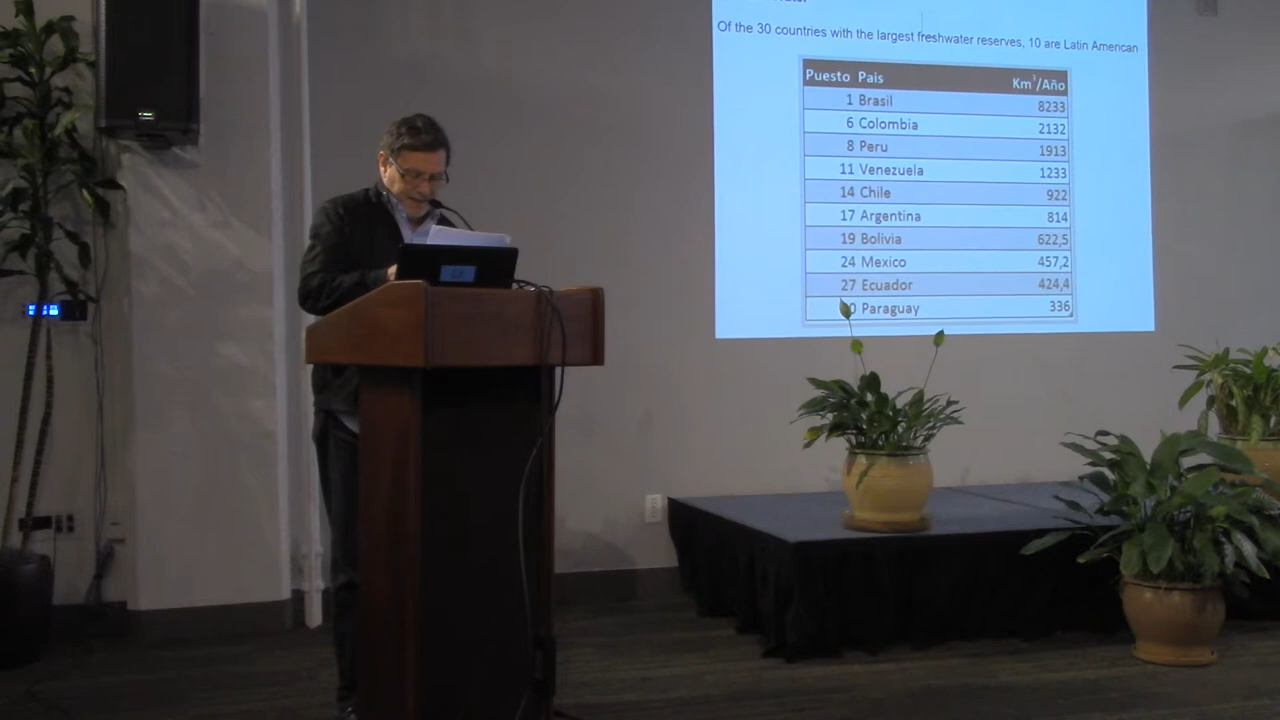 Of the 30 countries with the largest freshwater reserves, 10 are Latin American
Puesto Pais Km³/Año
1 Brasil 8233
6 Colombia 2132
8 Peru 1913
11 Venezuela 1233
14 Chile 922
17 Argentina 814
19 Bolivia 622,5
24 Mexico 457,2
27 Ecuador 424,4
0 Paraguay 336